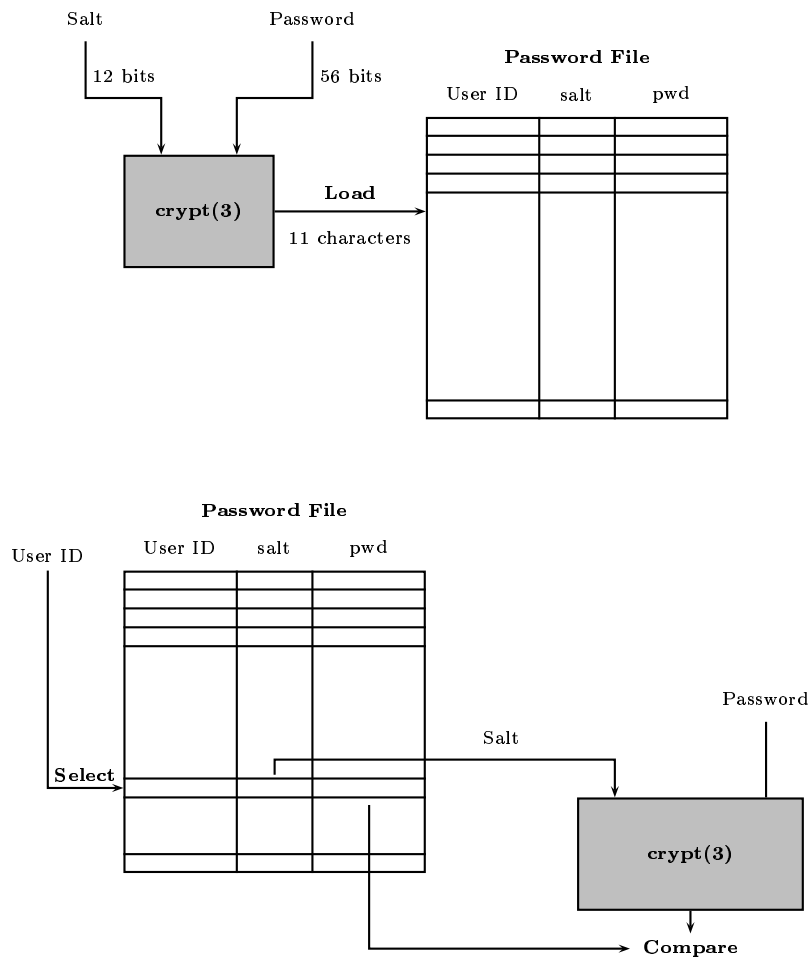 Salt
Password
12 bits
56 bits
Password File
User ID salt pwd
crypt(3)
Load
11 characters
Password File
User ID salt pwd
User ID
Select
Salt
Password
crypt(3)
Compare